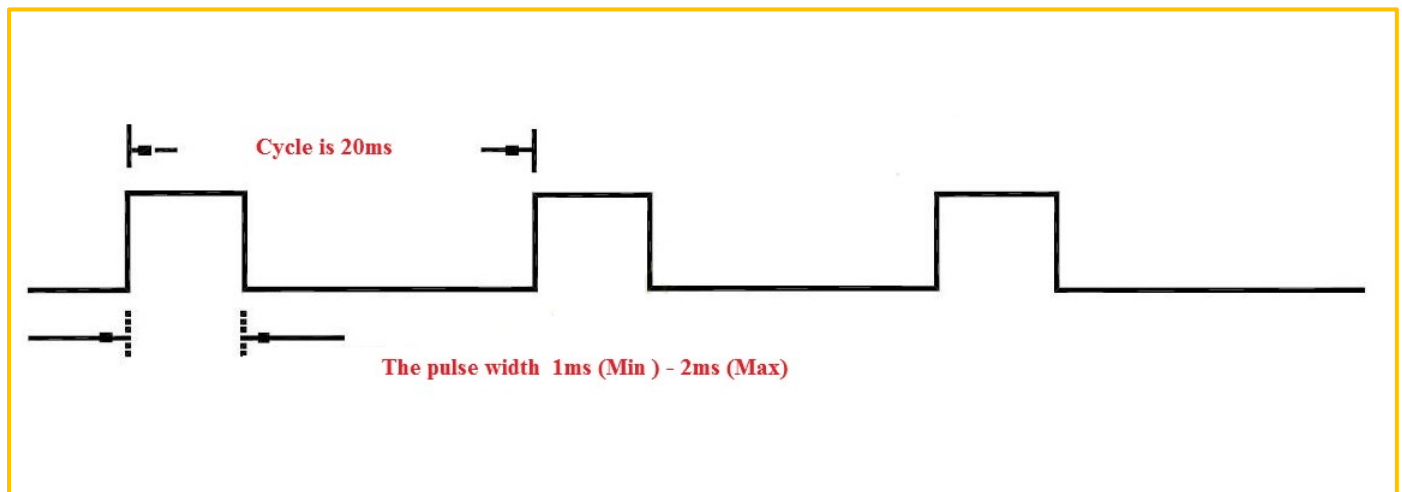 Cycle is 20ms
The pulse width 1ms (Min ) - 2ms (Max)